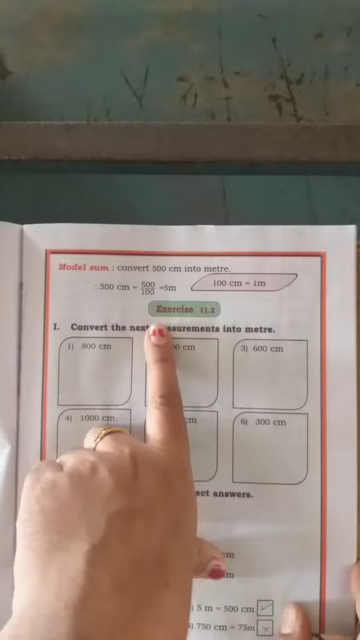 Model sum : convert 500 cm into metre.
∴500 cm = 500/100 =5m
100 cm = 1m
Exercise 11.3
I. Convert the next measurements into metre.
1) 800 cm
cm
3) 600 cm
4) 1000 cm
cm
6) 300 cm
answers.
cm
m
5 m = 500 cm
750 cm = 75m